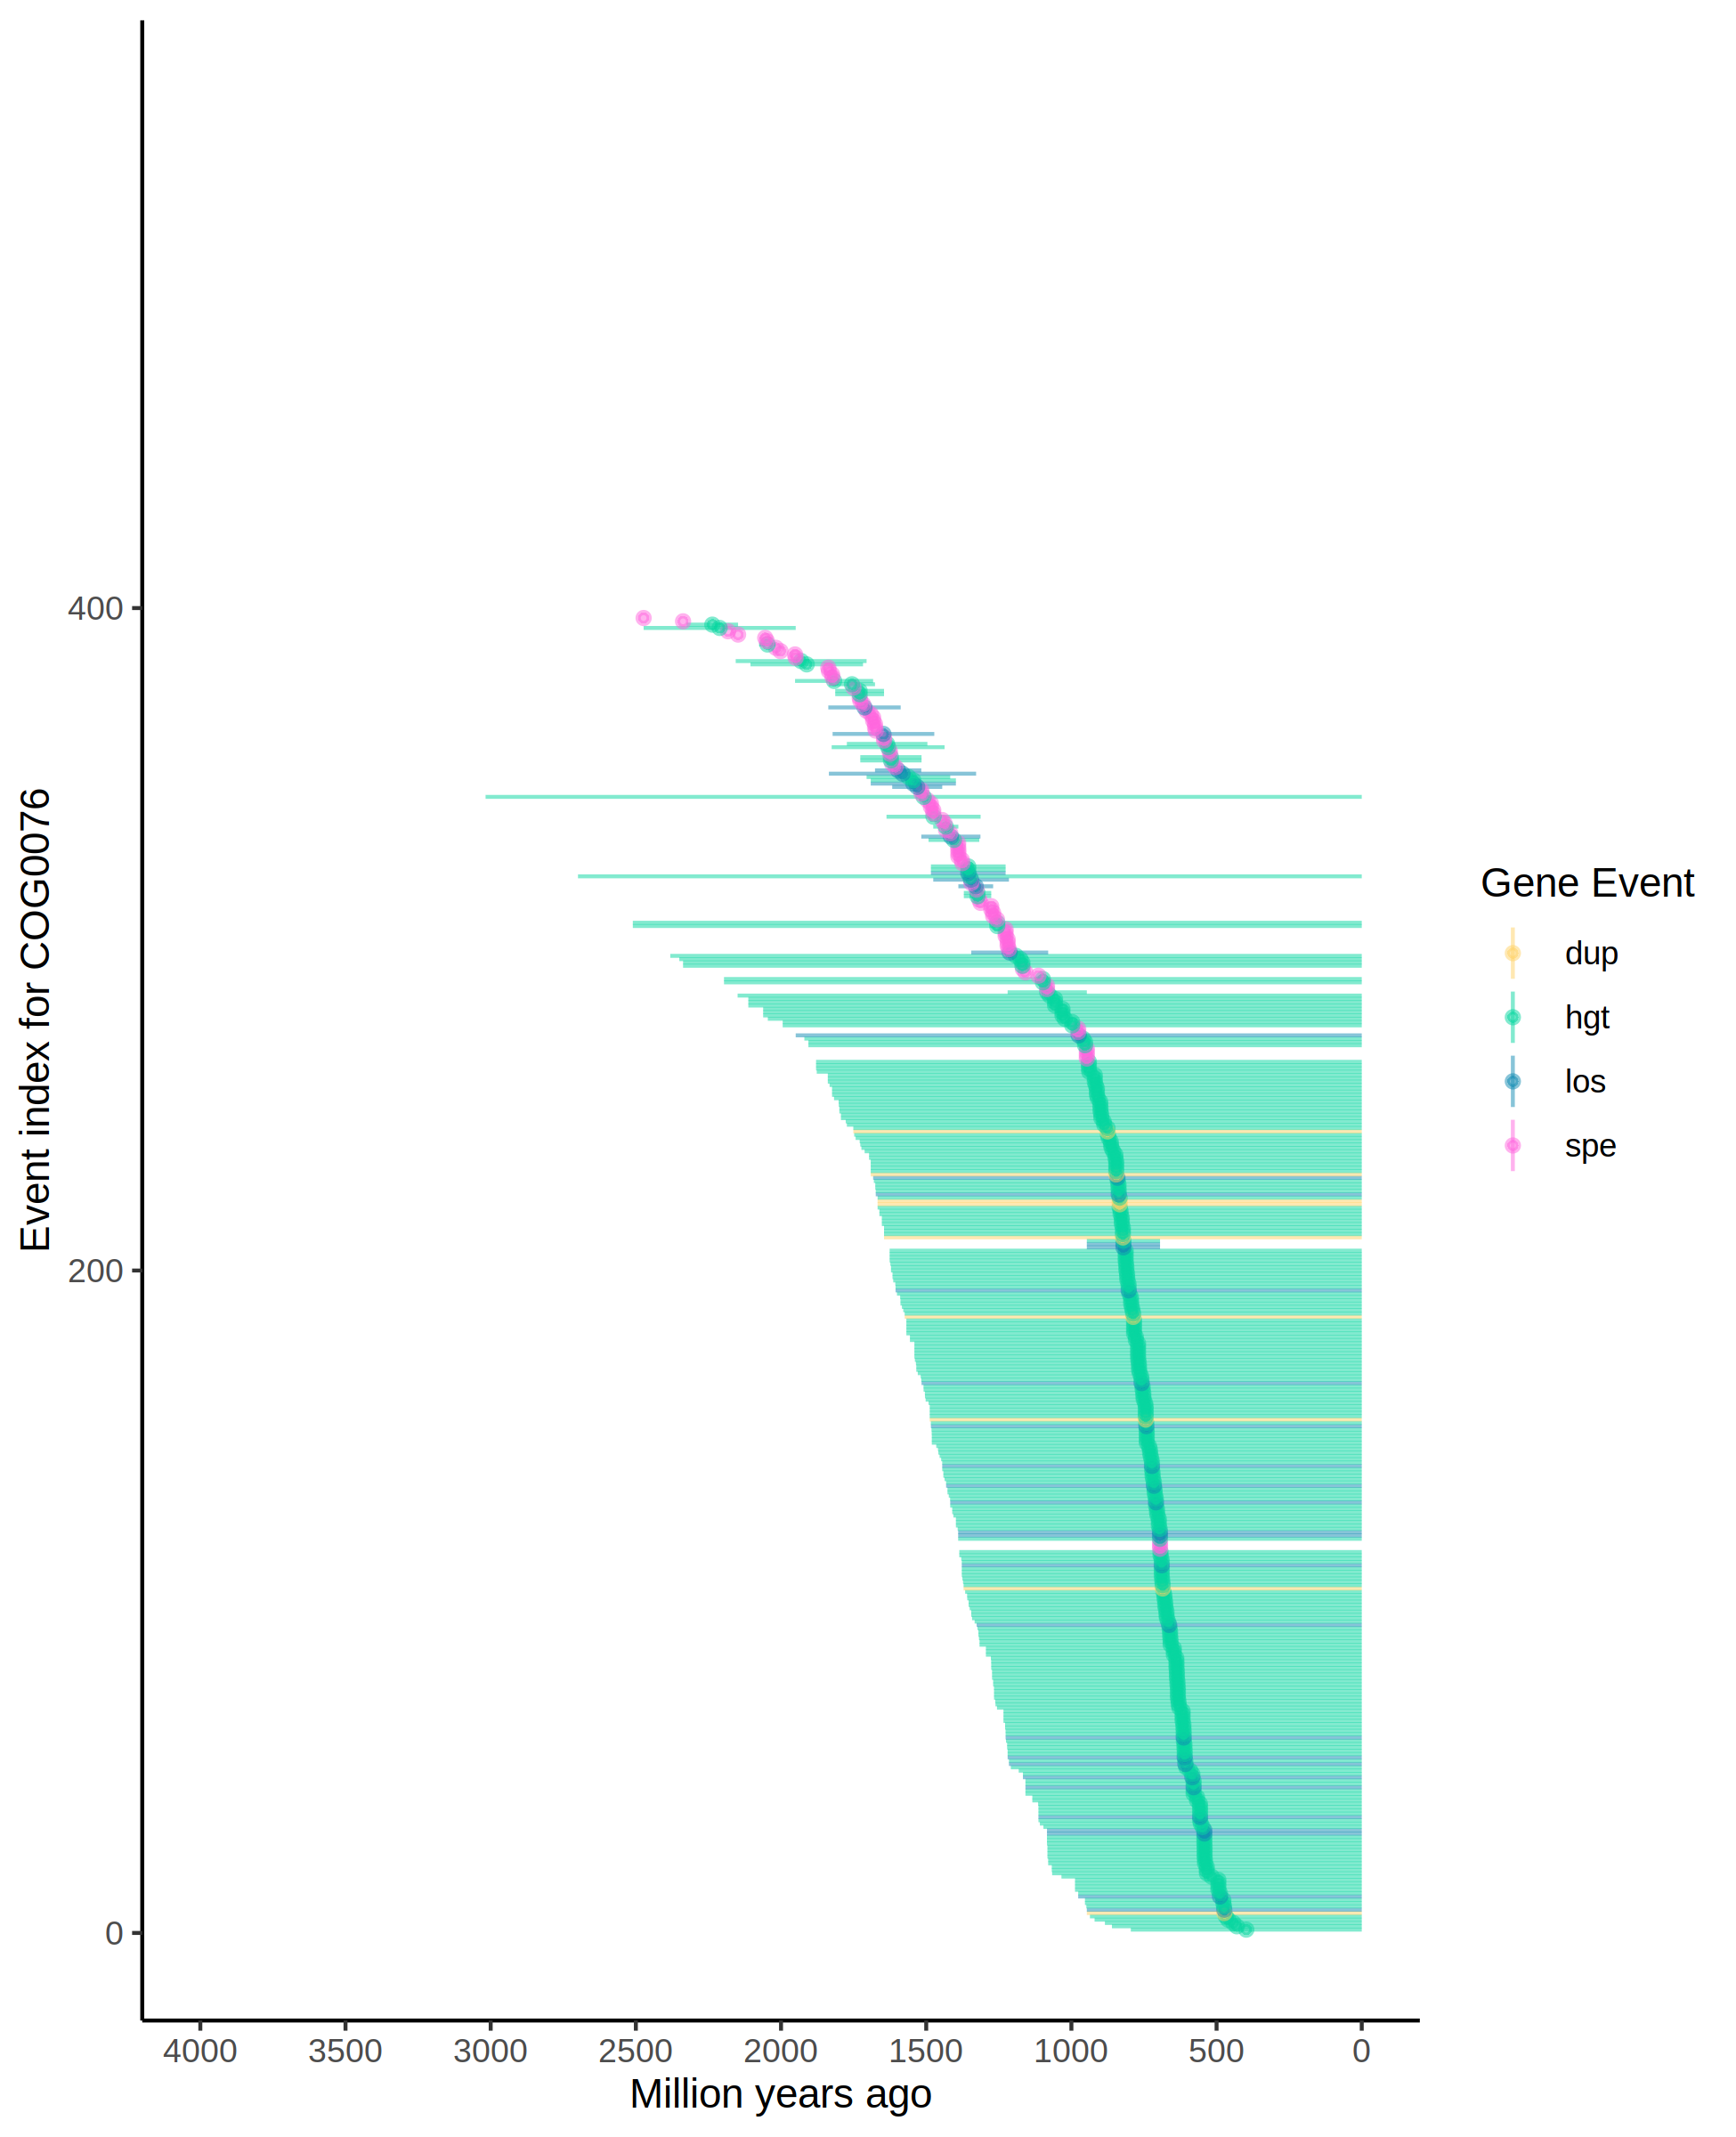 Event index for COG0076
400
200
0
4000 3500 3000 2500 2000 1500 1000 500 0
Million years ago
Gene Event
dup
hgt
los
spe